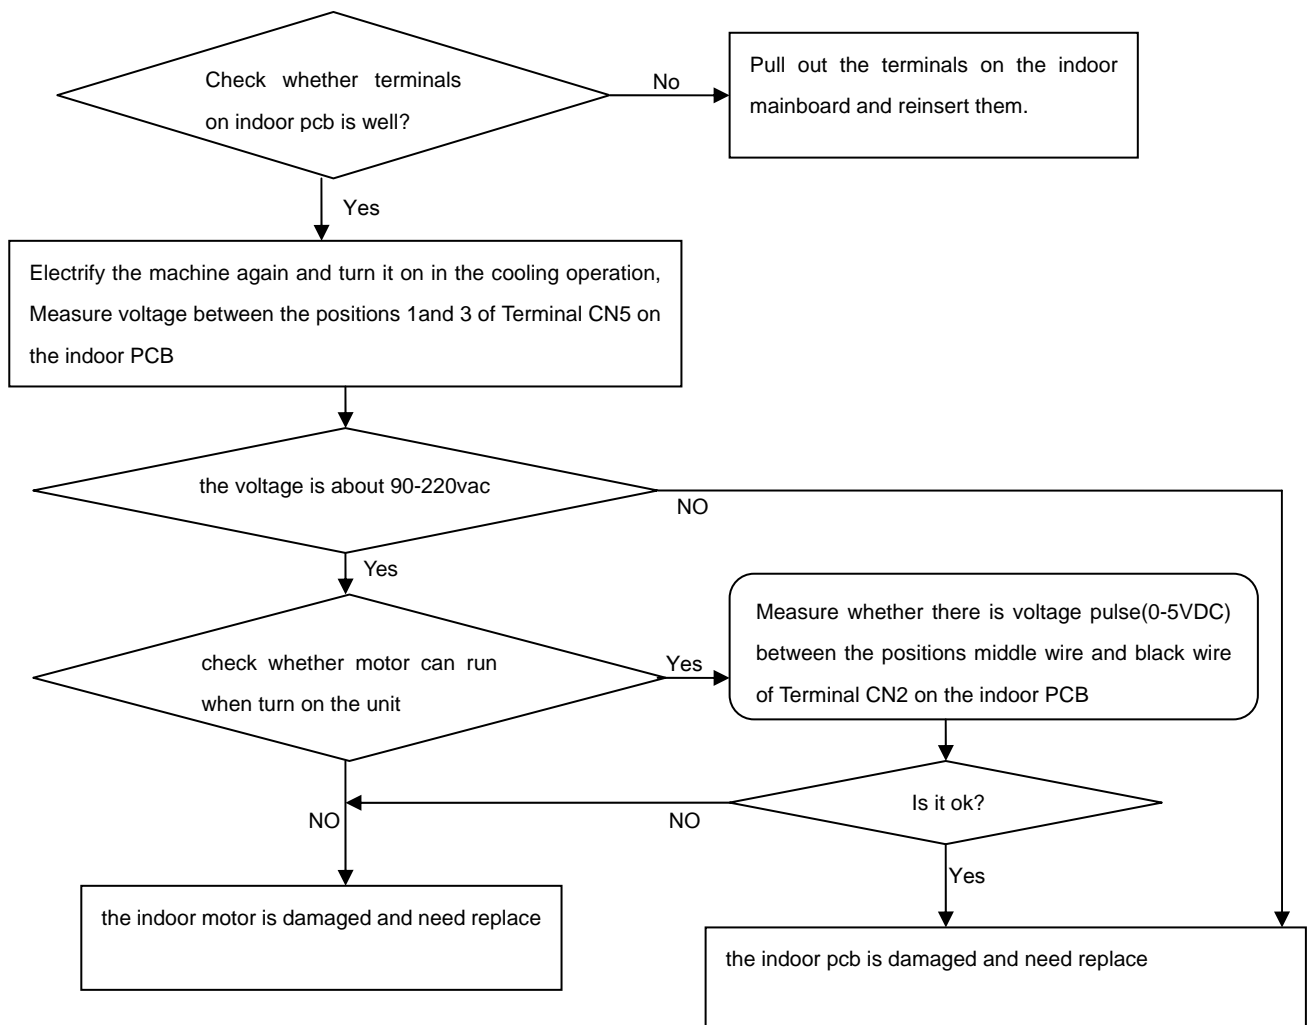 Check whether terminals
on indoor pcb is well?
No
Pull out the terminals on the indoor
mainboard and reinsert them.
Yes
Electrify the machine again and turn it on in the cooling operation,
Measure voltage between the positions 1and 3 of Terminal CN5 on
the indoor PCB
the voltage is about 90-220vac
NO
Yes
check whether motor can run
when turn on the unit
Yes
Measure whether there is voltage pulse(0-5VDC)
between the positions middle wire and black wire
of Terminal CN2 on the indoor PCB
Is it ok?
NO
NO
Yes
the indoor motor is damaged and need replace
the indoor pcb is damaged and need replace